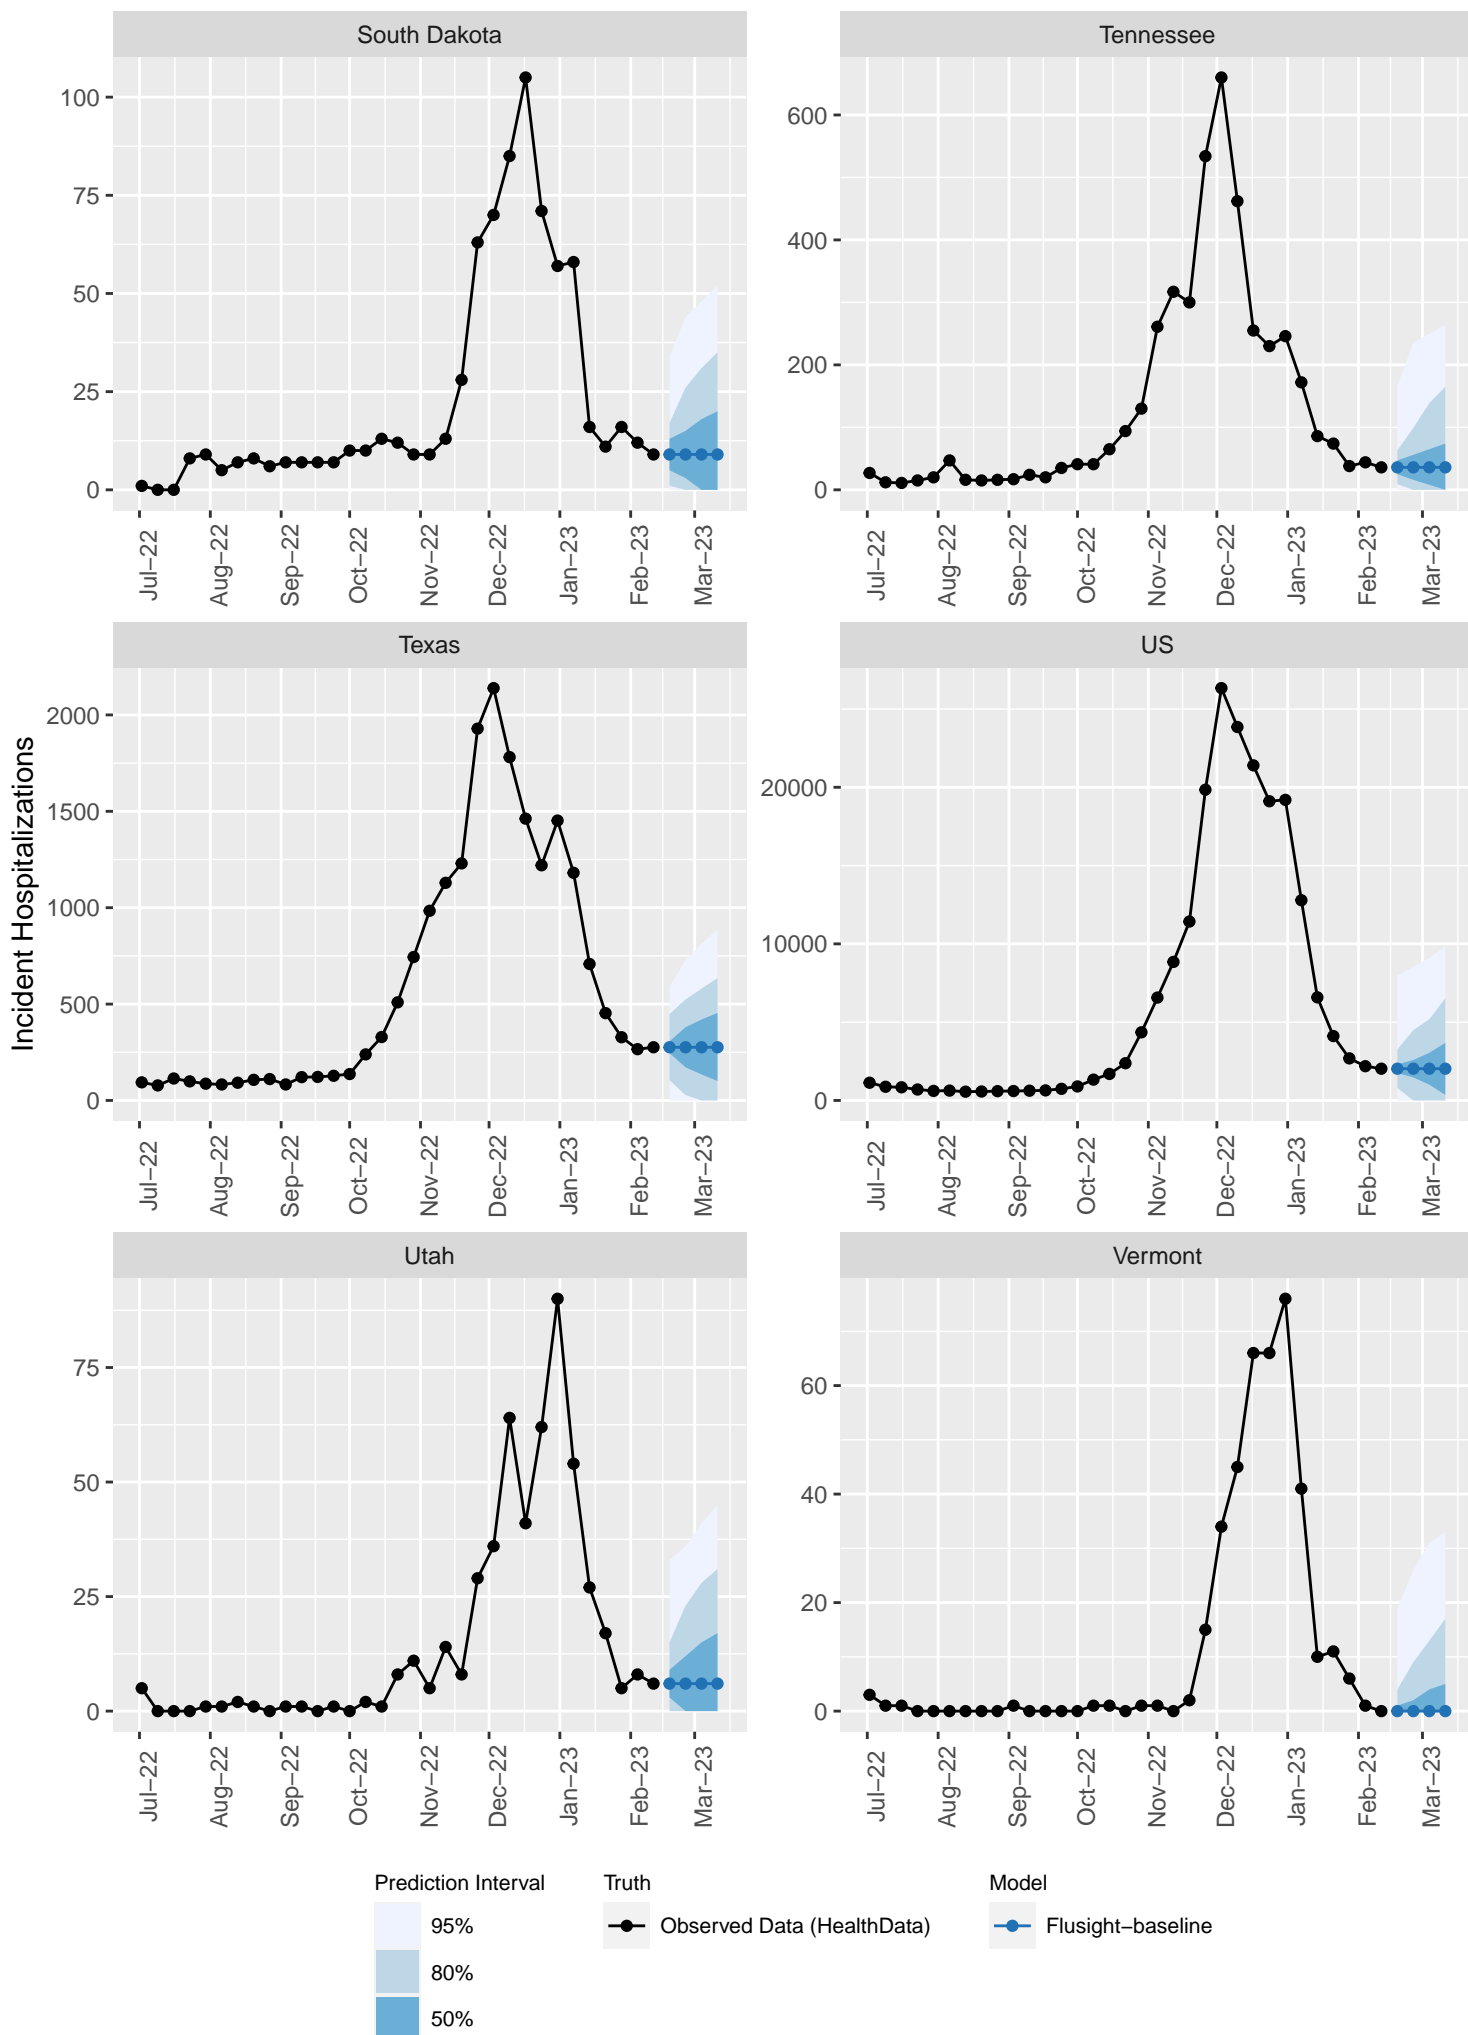 South Dakota
Tennessee
100
75
50
25
0
600
400
200
0
Jul–22
Aug–22
Sep–22
Oct–22
Nov–22
Dec–22
Jan–23
Feb–23
Mar–23
Jul–22
Aug–22
Sep–22
Oct–22
Nov–22
Dec–22
Jan–23
Feb–23
Mar–23
Incident Hospitalizations
Texas
US
2000
1500
1000
500
0
20000
10000
0
Jul–22
Aug–22
Sep–22
Oct–22
Nov–22
Dec–22
Jan–23
Feb–23
Mar–23
Jul–22
Aug–22
Sep–22
Oct–22
Nov–22
Dec–22
Jan–23
Feb–23
Mar–23
Utah
Vermont
75
50
25
0
60
40
20
0
Jul–22
Aug–22
Sep–22
Oct–22
Nov–22
Dec–22
Jan–23
Feb–23
Mar–23
Jul–22
Aug–22
Sep–22
Oct–22
Nov–22
Dec–22
Jan–23
Feb–23
Mar–23
Prediction Interval
95%
80%
50%
Truth
Observed Data (HealthData)
Model
Flusight–baseline